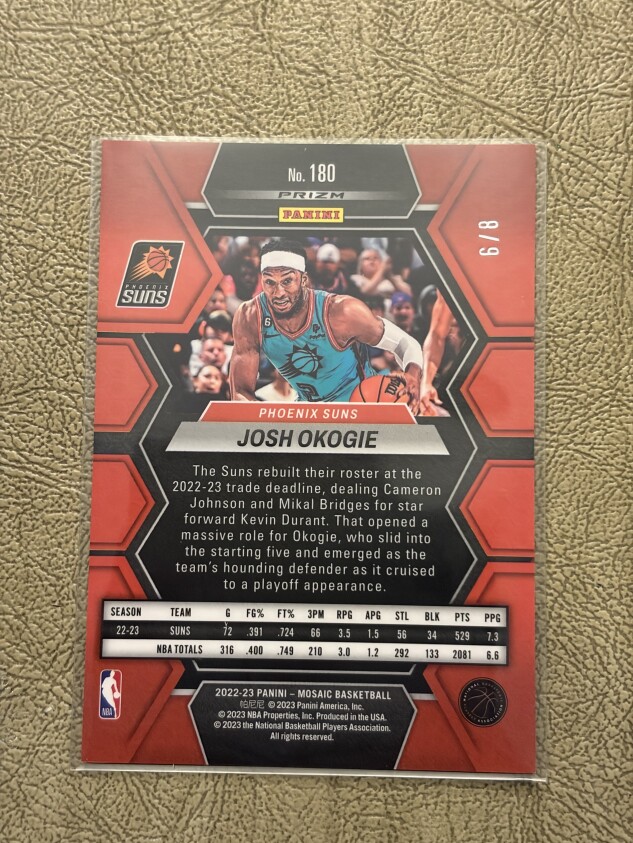 No. 180
PRIZM
PANINI
6/8
PHOENIX
SUNS
6
PHOENIX SUNS
JOSH OKOGIE
The Suns rebuilt their roster at the
2022-23 trade deadline, dealing Cameron
Johnson and Mikal Bridges for star
forward Kevin Durant. That opened a
massive role for Okogie, who slid into
the starting five and emerged as the
team's hounding defender as it cruised
to a playoff appearance.
SEASON TEAM G FG% FT% 3PM RPG APG STL BLK PTS PPG
22-23 SUNS 72 .391 .724 66 3.5 1.5 56 34 529 7.3
NBA TOTALS 316 .400 .749 210 3.0 1.2 292 133 2081 6.6
2022-23 PANINI – MOSAIC BASKETBALL
帕尼尼 © 2023 Panini America, Inc.
© 2023 NBA Properties, Inc. Produced in the USA.
© 2023 the National Basketball Players Association.
All rights reserved.
NBA